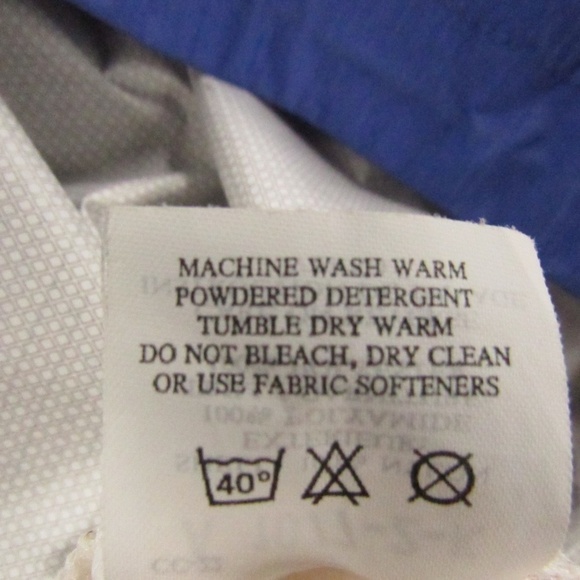 MACHINE WASH WARM
POWDERED DETERGENT
TUMBLE DRY WARM
DO NOT BLEACH, DRY CLEAN
OR USE FABRIC SOFTENERS
40°